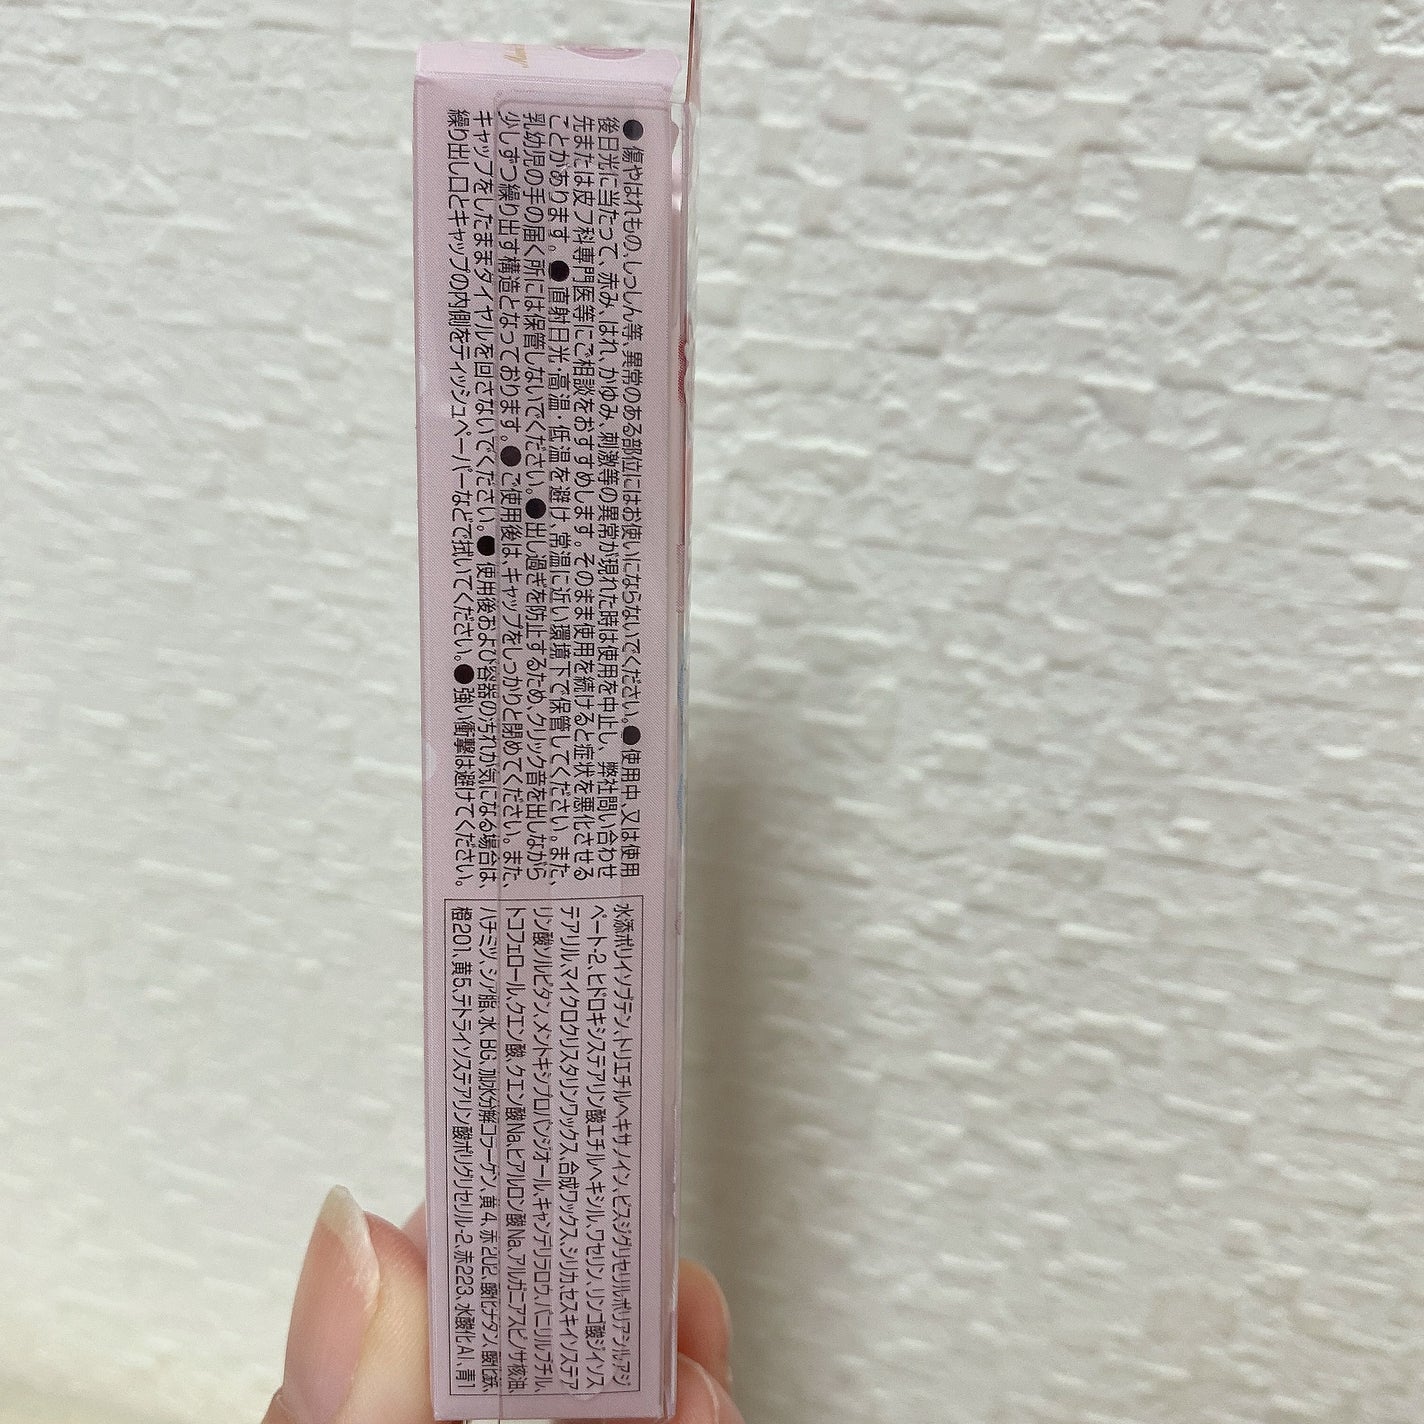 ●傷やはれもの、しっしん等、異常のある部位にはお使いにならないでください。●使用中、又は使用
後日光に当たって、赤み、はれ、かゆみ、刺激等の異常が現れた時は使用を中止し、弊社問い合わせ
先または皮フ科専門医等にご相談をおすすめします。そのまま使用を続けると症状を悪化させる
ことがあります。●直射日光・高温・低温を避け、常温に近い環境下で保管してください。また、
乳幼児の手の届く所には保管しないでください。●出し過ぎを防止するため、クリック音を出しながら
少しずつ繰り出す構造となっております。●ご使用後は、キャップをしっかりと閉めてください。また、
キャップをしたままダイヤルを回さないでください。●使用後および容器の汚れが気になる場合は、
繰り出し口とキャップの内側をティッシュペーパーなどで拭いてください。●強い衝撃は避けてください。
水添ポリイソブテン、トリエチルヘキサノイン、ビスジグリセリルポリアシルアジ
ペート-2、ヒドロキシステアリン酸エチルヘキシル、ワセリン、リンゴ酸ジイソス
テアリル、マイクロクリスタリンワックス、合成ワックス、シリカ、セスキイソステア
リン酸ソルビタン、メントキシプロパンジオール、キャンデリラロウ、バニリルブチル、
トコフェロール、クエン酸、クエン酸Na、ヒアルロン酸Na、アルガニアスピノサ核油、
ハチミツ、シア脂、水、BG、加水分解コラーゲン、黄4、赤202、酸化チタン、酸化鉄、
橙201、黄5、テトライソステアリン酸ポリグリセリル-2、赤223、水酸化Al、青1